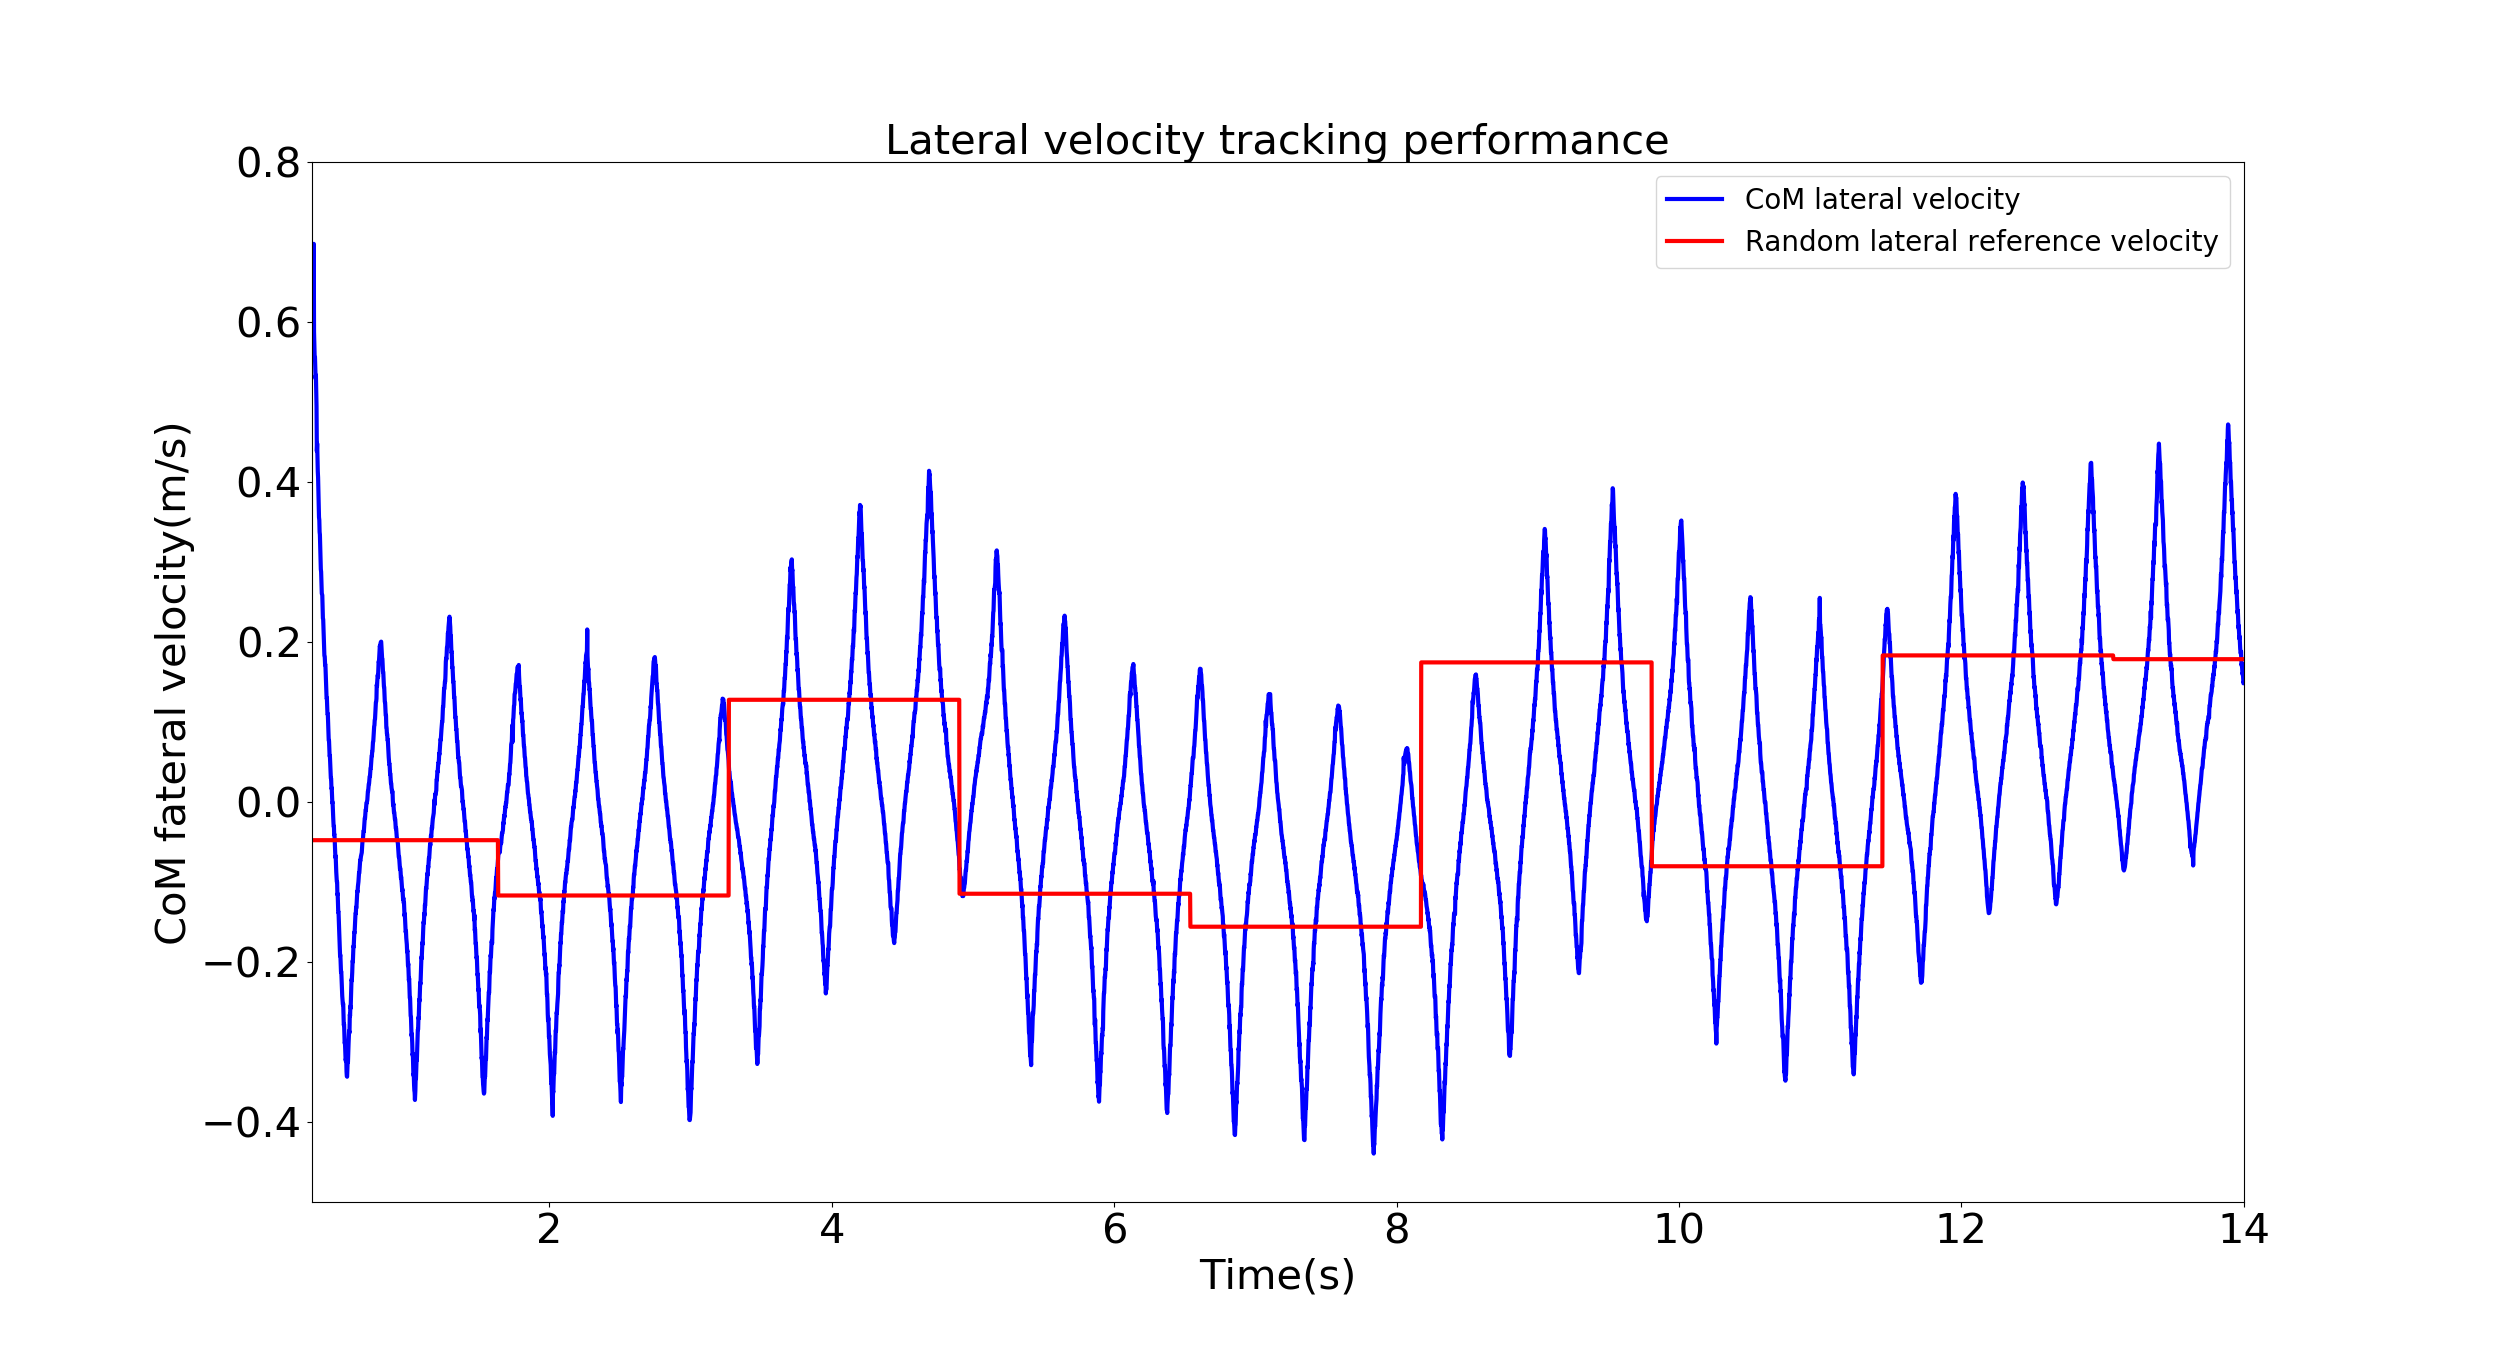 Lateral velocity tracking performance
CoM lateral velocity
Random lateral reference velocity
0.8
0.6
0.4
0.2
0.0
−0.2
−0.4
CoM fateral velocity(m/s)
2 4 6 8 10 12 14
Time(s)